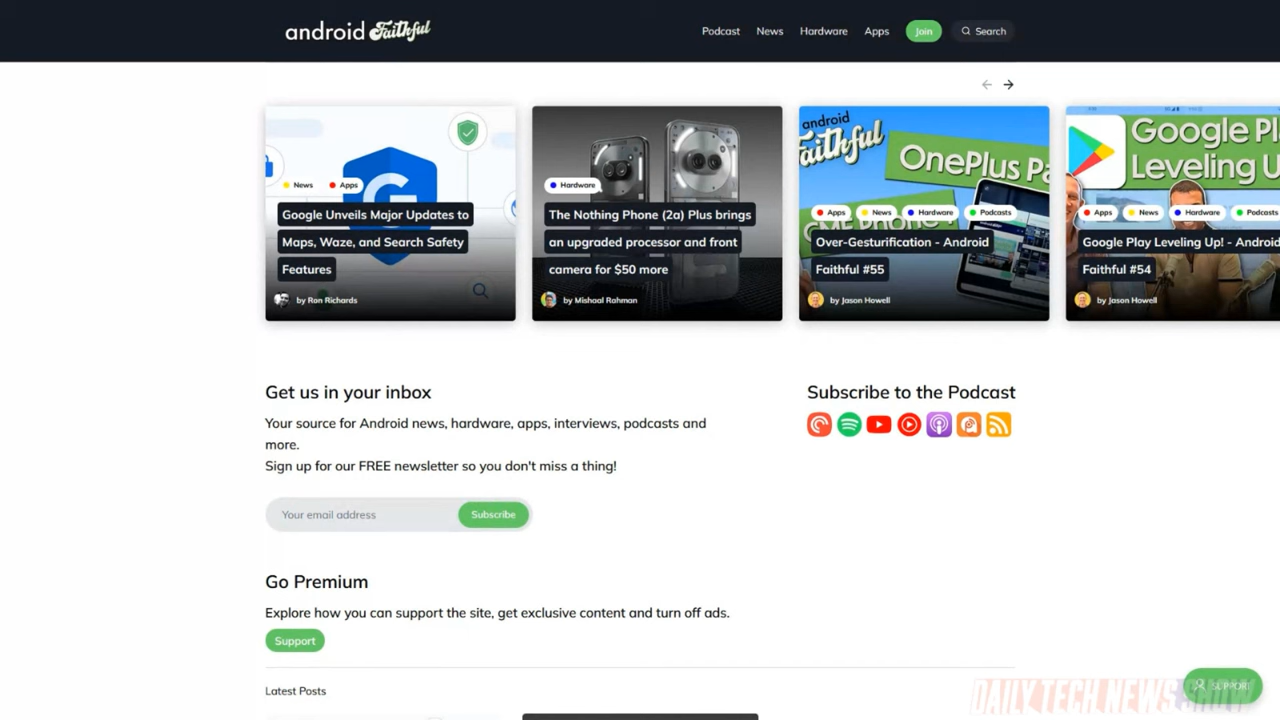 android Faithful
Podcast News Hardware Apps Join Search
News Apps
Google Unveils Major Updates to
Maps, Waze, and Search Safety
Features
by Ron Richards
Hardware
The Nothing Phone (2a) Plus brings
an upgraded processor and front
camera for $50 more
by Mishaal Rahman
android
Faithful
OnePlus Pa
Apps News Hardware Podcasts
Over-Gesturification - Android
Faithful #55
by Jason Howell
Google Pl
Leveling U
Apps News Hardware Podcasts
Google Play Leveling Up! - Android
Faithful #54
by Jason Howell
Get us in your inbox
Your source for Android news, hardware, apps, interviews, podcasts and
more.
Sign up for our FREE newsletter so you don't miss a thing!
Your email address Subscribe
Subscribe to the Podcast
Go Premium
Explore how you can support the site, get exclusive content and turn off ads.
Support
Latest Posts
SUPPORT
DAILY TECH NEWS SHOW